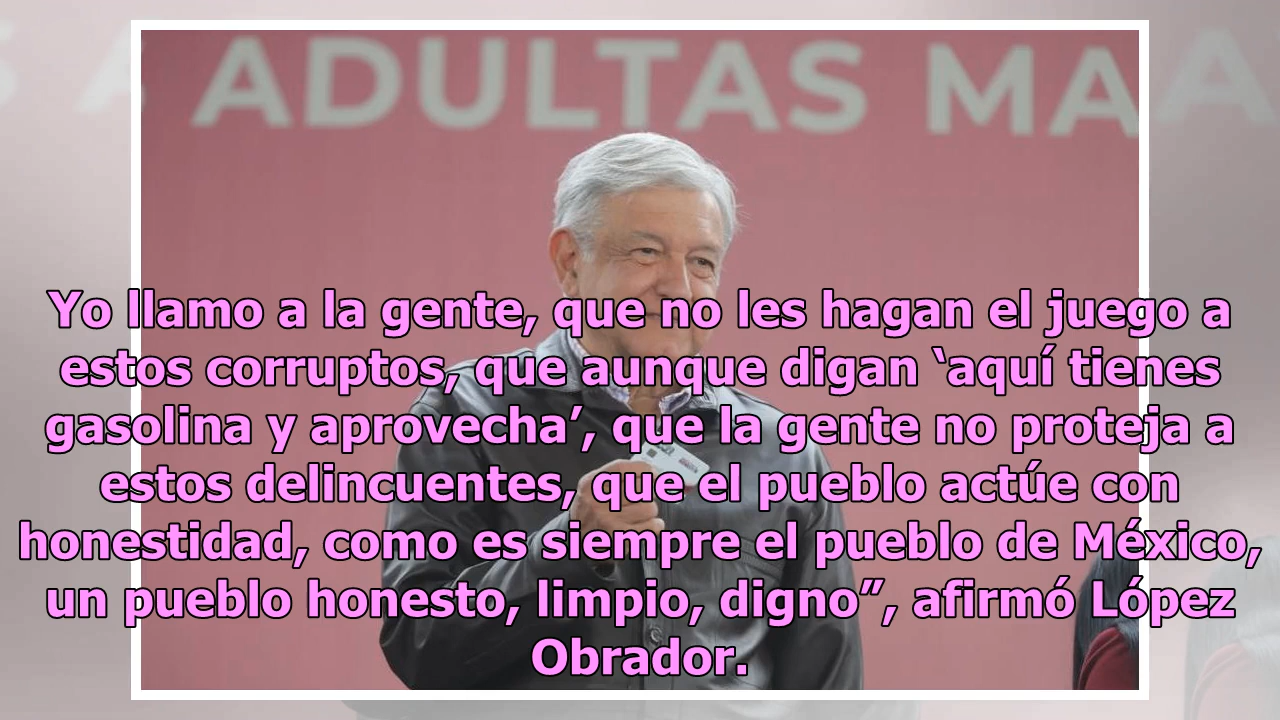 S A ADULTAS MAA
Yo llamo a la gente, que no les hagan el juego a
estos corruptos, que aunque digan ‘aquí tienes
gasolina y aprovecha’, que la gente no proteja a
estos delincuentes, que el pueblo actúe con
honestidad, como es siempre el pueblo de México,
un pueblo honesto, limpio, digno”, afirmó López
Obrador.